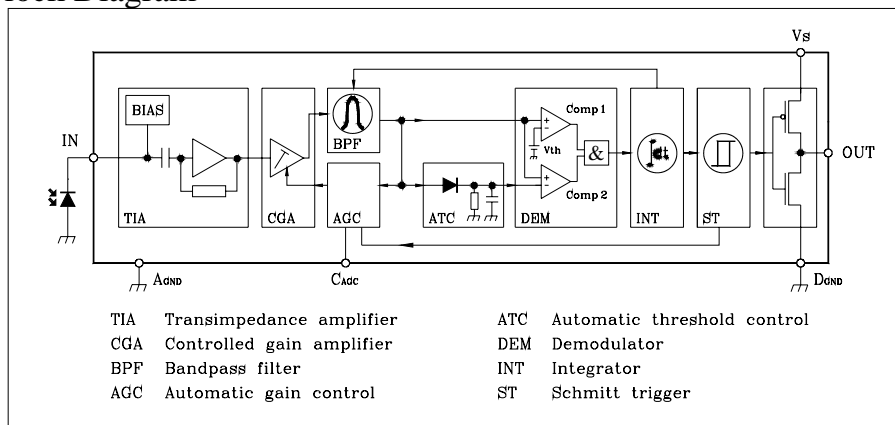 Vs
BIAS
Comp 1
IN
BPF
Vth
&
∫dt
OUT
Comp 2
TIA
CGA
AGC
ATC
DEM
INT
ST
AGND
CAGC
DGND
TIA Transimpedance amplifier
CGA Controlled gain amplifier
BPF Bandpass filter
AGC Automatic gain control
ATC Automatic threshold control
DEM Demodulator
INT Integrator
ST Schmitt trigger